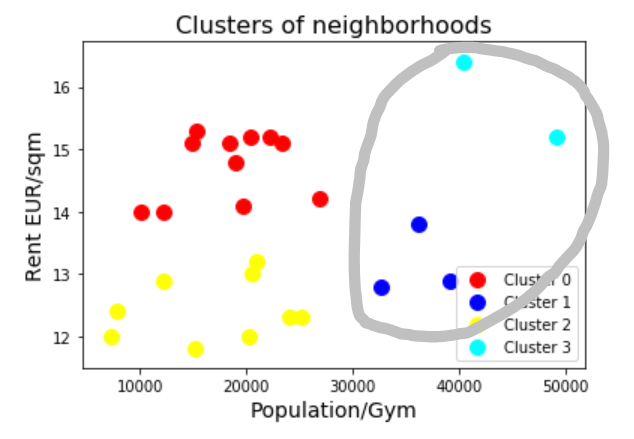 Clusters of neighborhoods
16
15
14
13
12
Rent EUR/sqm
Cluster 0
Cluster 1
Cluster 2
Cluster 3
10000 20000 30000 40000 50000
Population/Gym